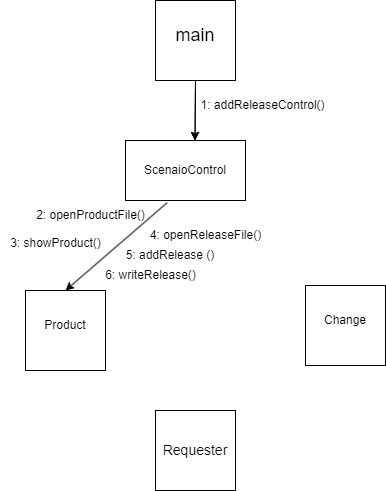 main
1: addReleaseControl()
ScenaioControl
2: openProductFile()
4: openReleaseFile()
3: showProduct()
5: addRelease ()
6: writeRelease()
Product
Change
Requester